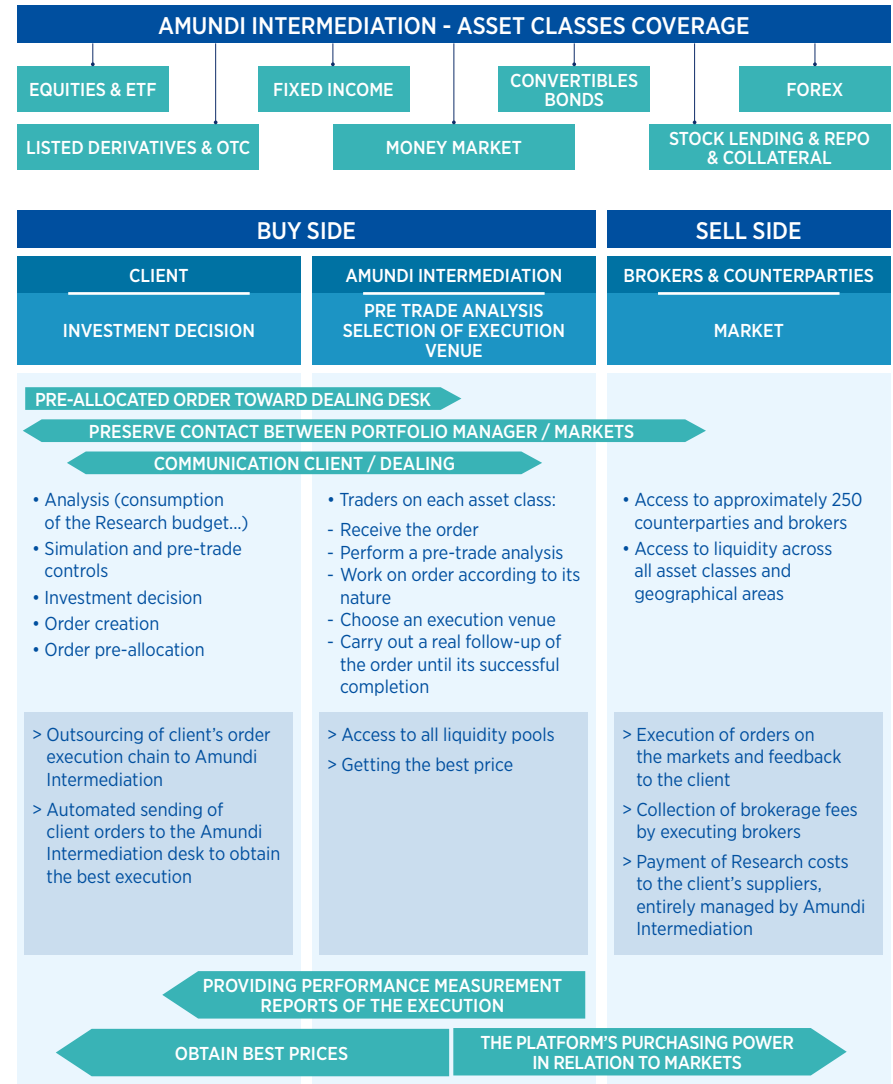 AMUNDI INTERMEDIATION - ASSET CLASSES COVERAGE
EQUITIES & ETF
FIXED INCOME
CONVERTIBLES
BONDS
FOREX
LISTED DERIVATIVES & OTC
MONEY MARKET
STOCK LENDING & REPO
& COLLATERAL
BUY SIDE
SELL SIDE
CLIENT
INVESTMENT DECISION
AMUNDI INTERMEDIATION
PRE TRADE ANALYSIS
SELECTION OF EXECUTION
VENUE
BROKERS & COUNTERPARTIES
MARKET
PRE-ALLOCATED ORDER TOWARD DEALING DESK
PRESERVE CONTACT BETWEEN PORTFOLIO MANAGER / MARKETS
COMMUNICATION CLIENT / DEALING
• Analysis (consumption
of the Research budget...)
• Simulation and pre-trade
controls
• Investment decision
• Order creation
• Order pre-allocation
• Traders on each asset class:
- Receive the order
- Perform a pre-trade analysis
- Work on order according to its
nature
- Choose an execution venue
- Carry out a real follow-up of
the order until its successful
completion
• Access to approximately 250
counterparties and brokers
• Access to liquidity across
all asset classes and
geographical areas
> Outsourcing of client's order
execution chain to Amundi
Intermediation
> Automated sending of
client orders to the Amundi
Intermediation desk to obtain
the best execution
> Access to all liquidity pools
> Getting the best price
> Execution of orders on
the markets and feedback
to the client
> Collection of brokerage fees
by executing brokers
> Payment of Research costs
to the client's suppliers,
entirely managed by Amundi
Intermediation
PROVIDING PERFORMANCE MEASUREMENT
REPORTS OF THE EXECUTION
OBTAIN BEST PRICES
THE PLATFORM'S PURCHASING POWER
IN RELATION TO MARKETS